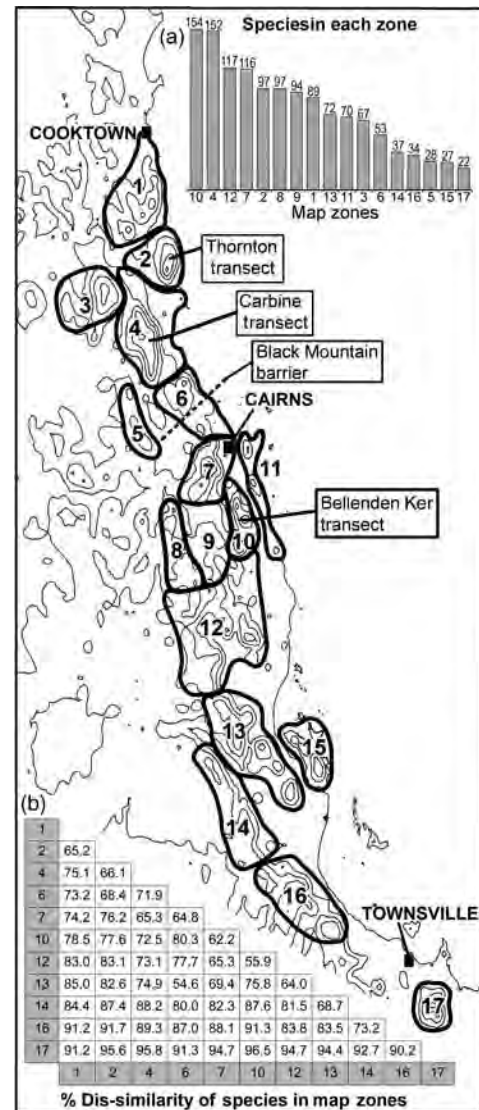 (a)
Speciesin each zone
154 152 117 116 97 97 94 89 72 70 67 53 37 34 28 27 22
10 4 12 7 2 8 9 1 13 11 3 6 14 16 5 15 17
Map zones
COOKTOWN
1
2
Thornton
transect
3
4
Carbine
transect
Black Mountain
barrier
6
5
CAIRNS
7
11
Bellenden Ker
transect
8
9
10
12
13
15
14
16
TOWNSVILLE
17
(b)
1
2 65.2
4 75.1 66.1
6 73.2 68.4 71.9
7 74.2 76.2 65.3 64.8
10 78.5 77.6 72.5 80.3 62.2
12 83.0 83.1 73.1 77.7 65.3 55.9
13 85.0 82.6 74.9 54.6 69.4 75.8 64.0
14 84.4 87.4 88.2 80.0 82.3 87.6 81.5 68.7
16 91.2 91.7 89.3 87.0 88.1 91.3 83.8 83.5 73.2
17 91.2 95.6 95.8 91.3 94.7 96.5 94.7 94.4 92.7 90.2
1 2 4 6 7 10 12 13 14 16 17
% Dis-similarity of species in map zones